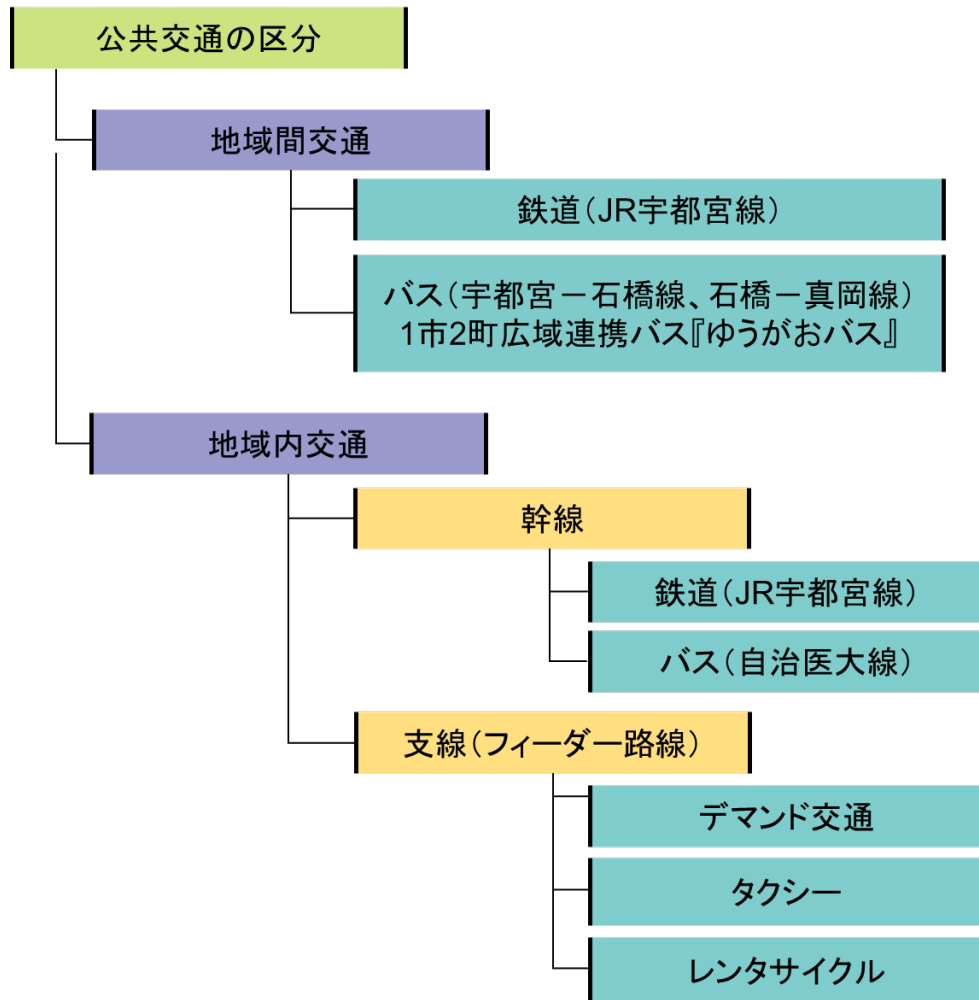 公共交通の区分
地域間交通
鉄道（JR宇都宮線）
バス（宇都宮－石橋線、石橋－真岡線）
1市2町広域連携バス『ゆうがおバス』
地域内交通
幹線
鉄道（JR宇都宮線）
バス（自治医大線）
支線（フィーダー路線）
デマンド交通
タクシー
レンタサイクル